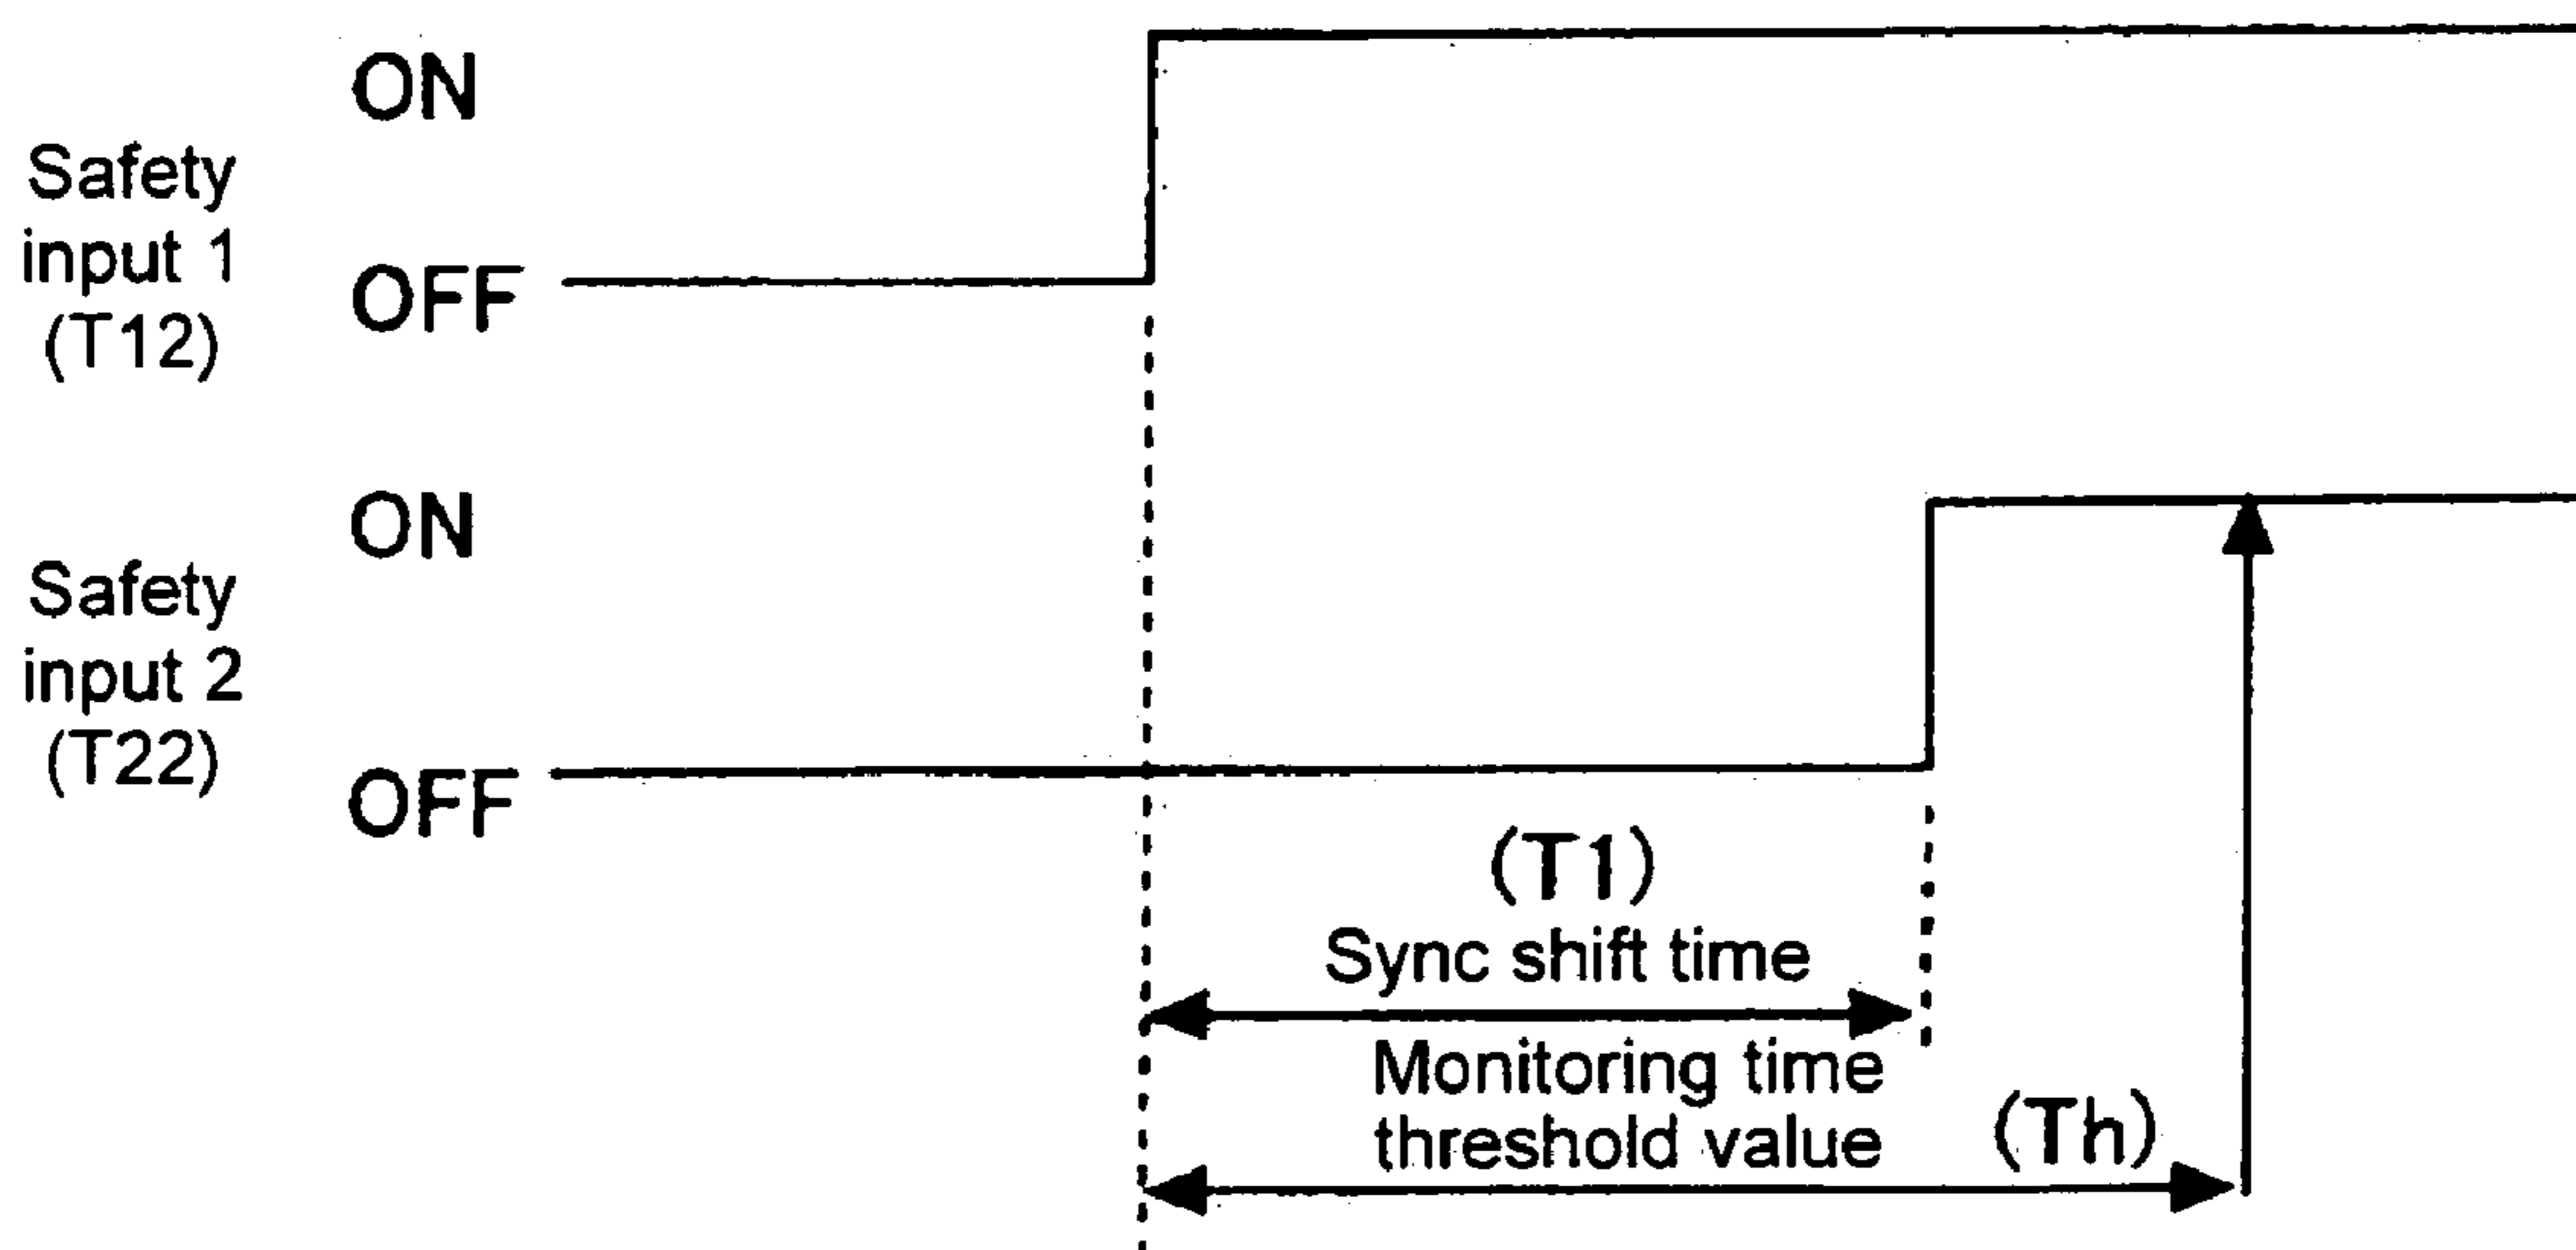 ON
Safety
input 1
(T12)
OFF
ON
Safety
input 2
(T22)
OFF
(T1)
Sync shift time
Monitoring time
threshold value
(Th)